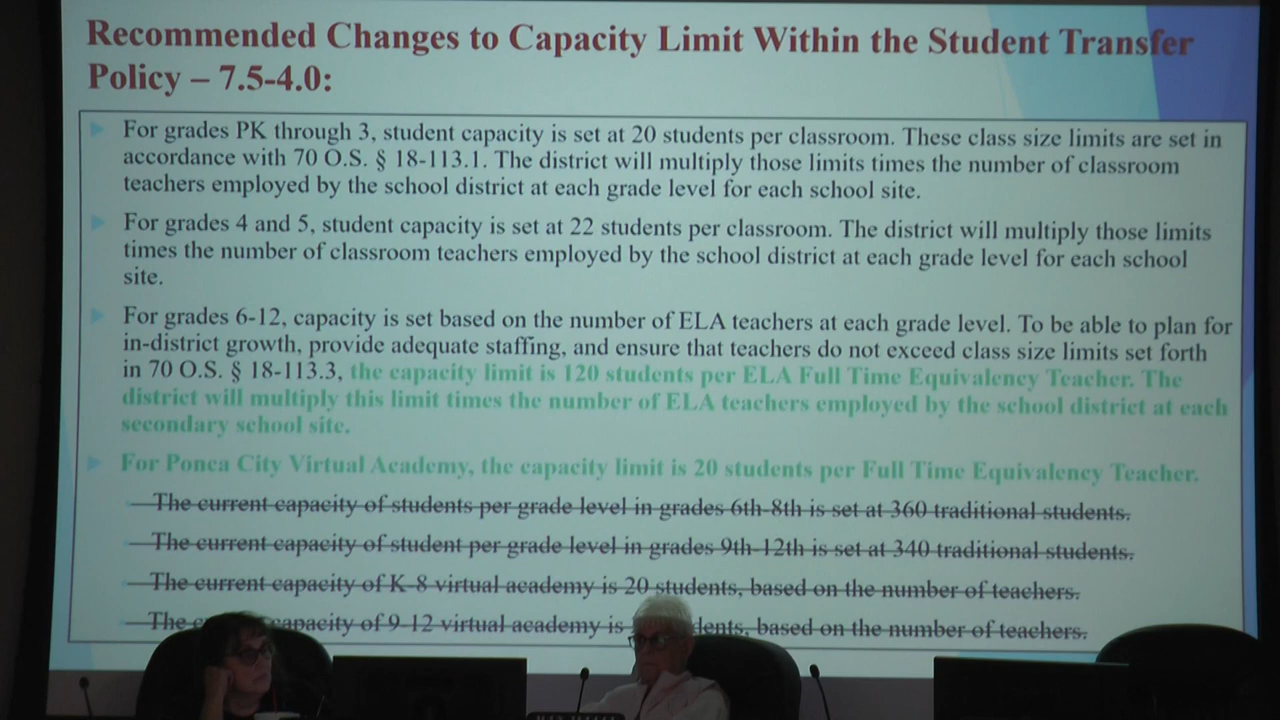 Recommended Changes to Capacity Limit Within the Student Transfer
Policy – 7.5-4.0:
For grades PK through 3, student capacity is set at 20 students per classroom. These class size limits are set in
accordance with 70 O.S. § 18-113.1. The district will multiply those limits times the number of classroom
teachers employed by the school district at each grade level for each school site.
For grades 4 and 5, student capacity is set at 22 students per classroom. The district will multiply those limits
times the number of classroom teachers employed by the school district at each grade level for each school
site.
For grades 6-12, capacity is set based on the number of ELA teachers at each grade level. To be able to plan for
in-district growth, provide adequate staffing, and ensure that teachers do not exceed class size limits set forth
in 70 O.S. § 18-113.3, the capacity limit is 120 students per ELA Full Time Equivalency Teacher. The
district will multiply this limit times the number of ELA teachers employed by the school district at each
secondary school site.
For Ponca City Virtual Academy, the capacity limit is 20 students per Full Time Equivalency Teacher.
The current capacity of students per grade level in grades 6th-8th is set at 360 traditional students.
The current capacity of student per grade level in grades 9th-12th is set at 340 traditional students.
The current capacity of K-8 virtual academy is 20 students, based on the number of teachers.
The capacity of 9-12 virtual academy is based on the number of teachers.